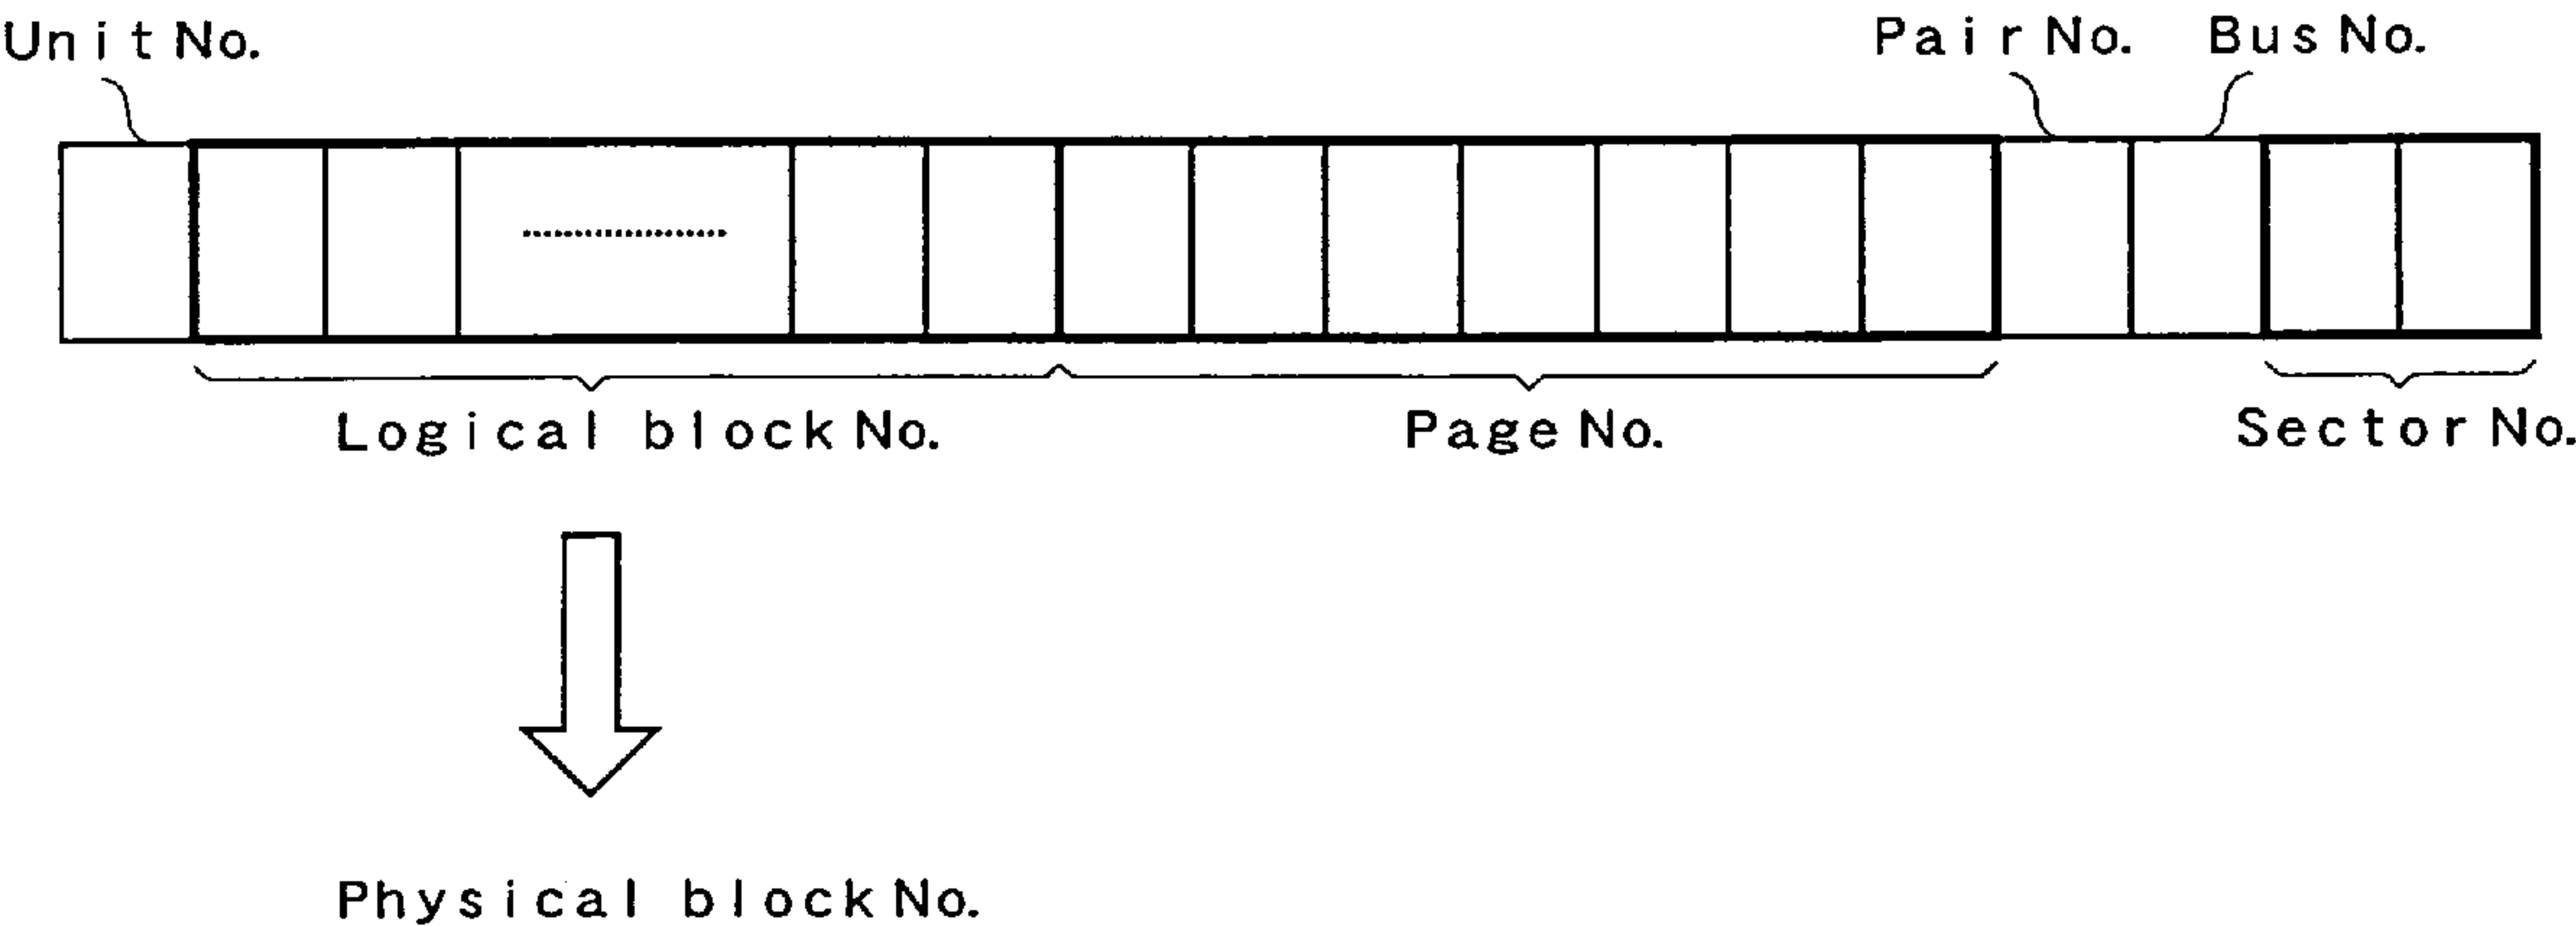 Unit No.
Pair No. Bus No.
Logical block No.
Page No.
Sector No.
Physical block No.